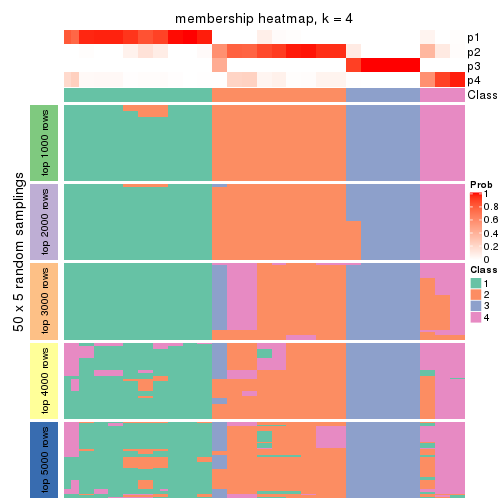 membership heatmap, k = 4
p1
p2
p3
p4
Class
50 x 5 random samplings
top 1000 rows
top 2000 rows
top 3000 rows
top 4000 rows
top 5000 rows
Prob
1
0.8
0.6
0.4
0.2
0
Class
1
2
3
4